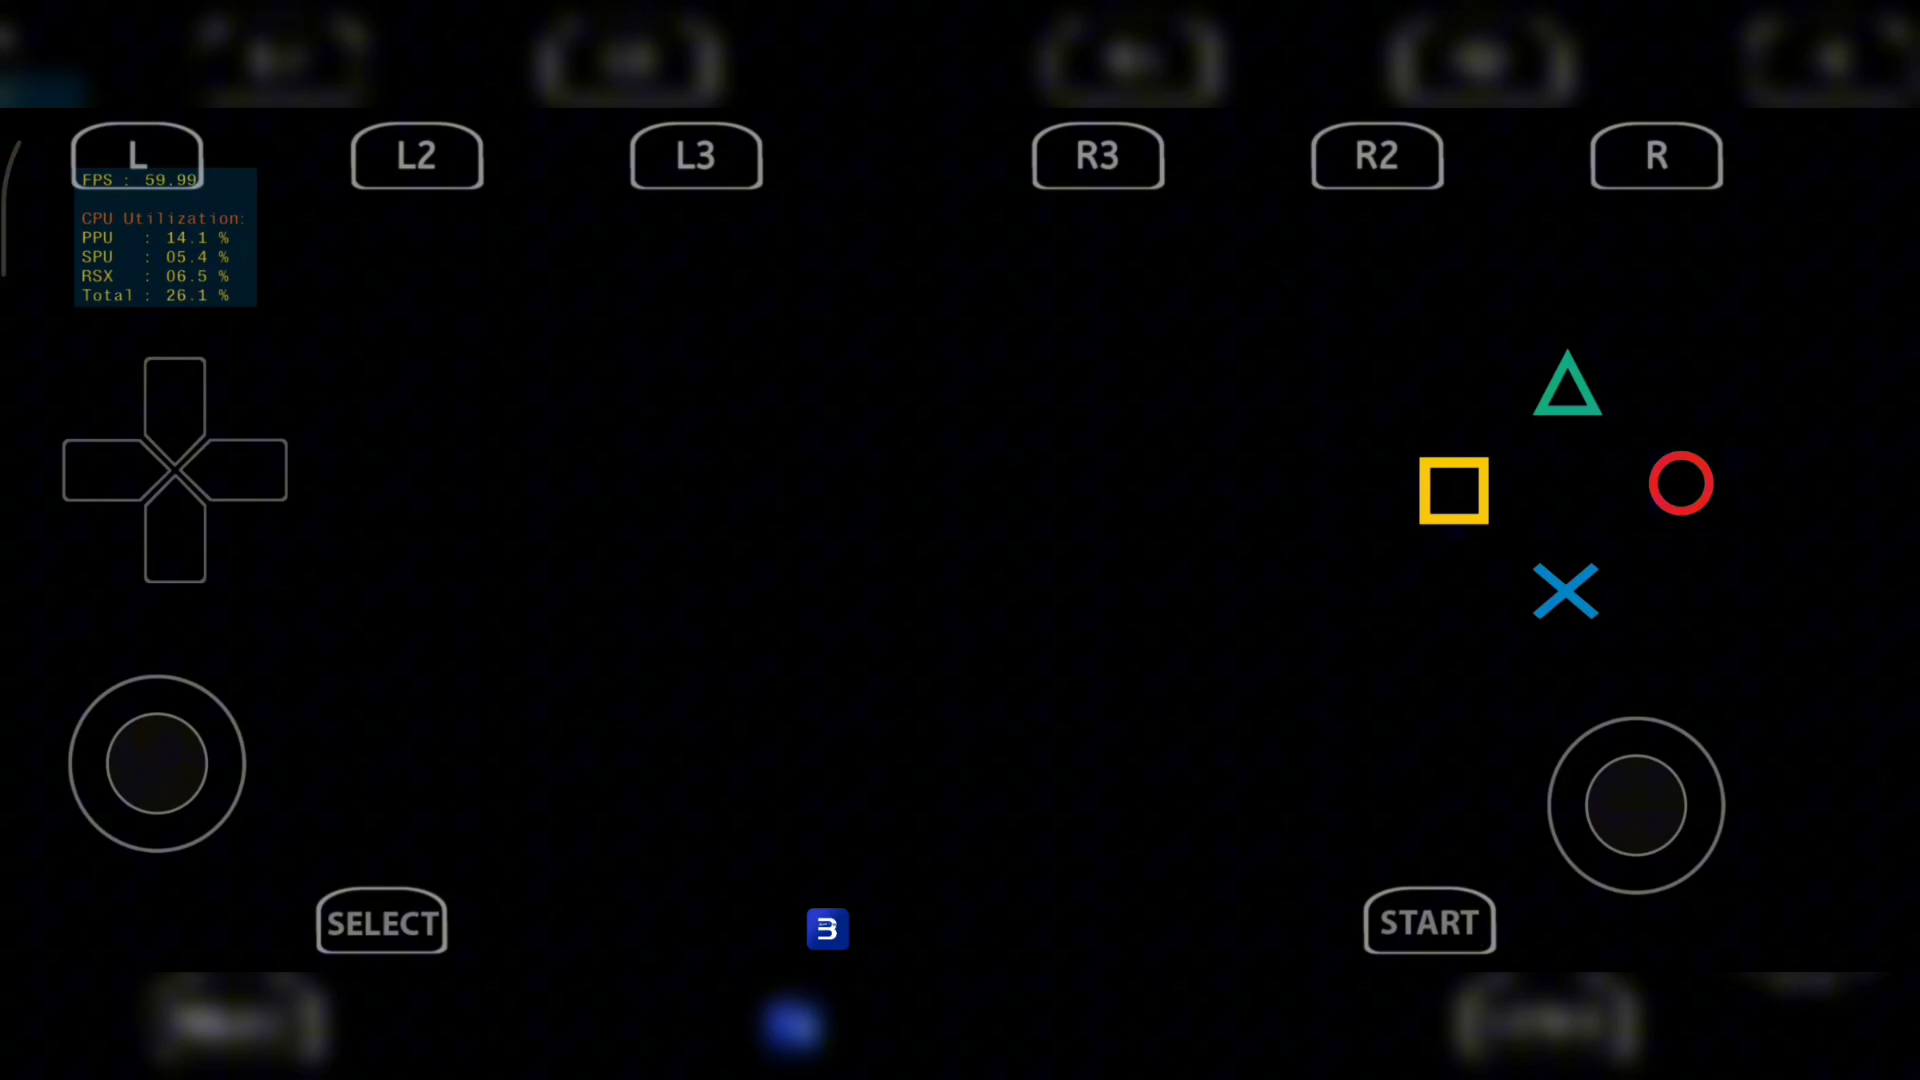 L
L2
L3
R3
R2
R
FPS : 59.99
CPU Utilization:
PPU : 14.1 %
SPU : 05.4 %
RSX : 06.5 %
Total : 26.1 %
SELECT
START